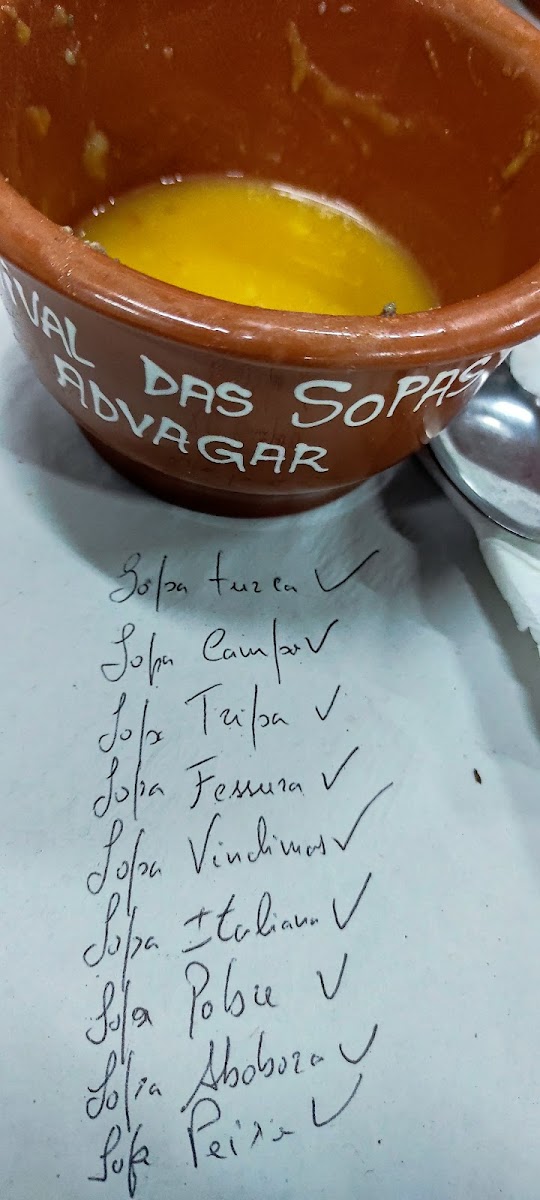 VAL DAS SOPAS
ADVAGAR
Sopa turca ✓
Sopa Campo ✓
Sopa Tripa ✓
Sopa Fessura ✓
Sopa Vindimas ✓
Sopa Italiana ✓
Sopa Pobre ✓
Sopa Abobora ✓
Sopa Peixe ✓